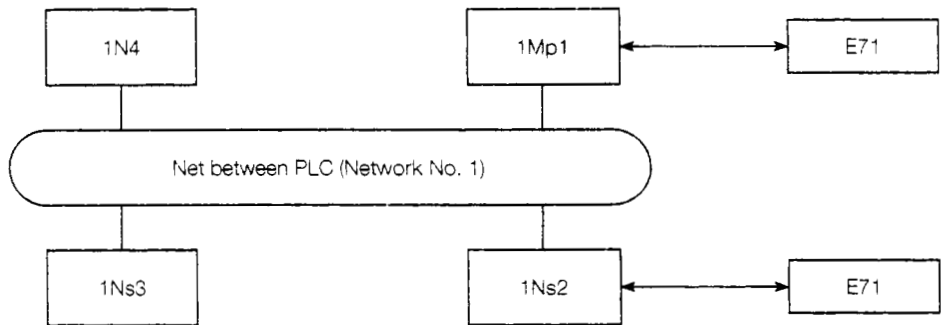 1N4
1Mp1
E71
Net between PLC (Network No. 1)
1Ns3
1Ns2
E71